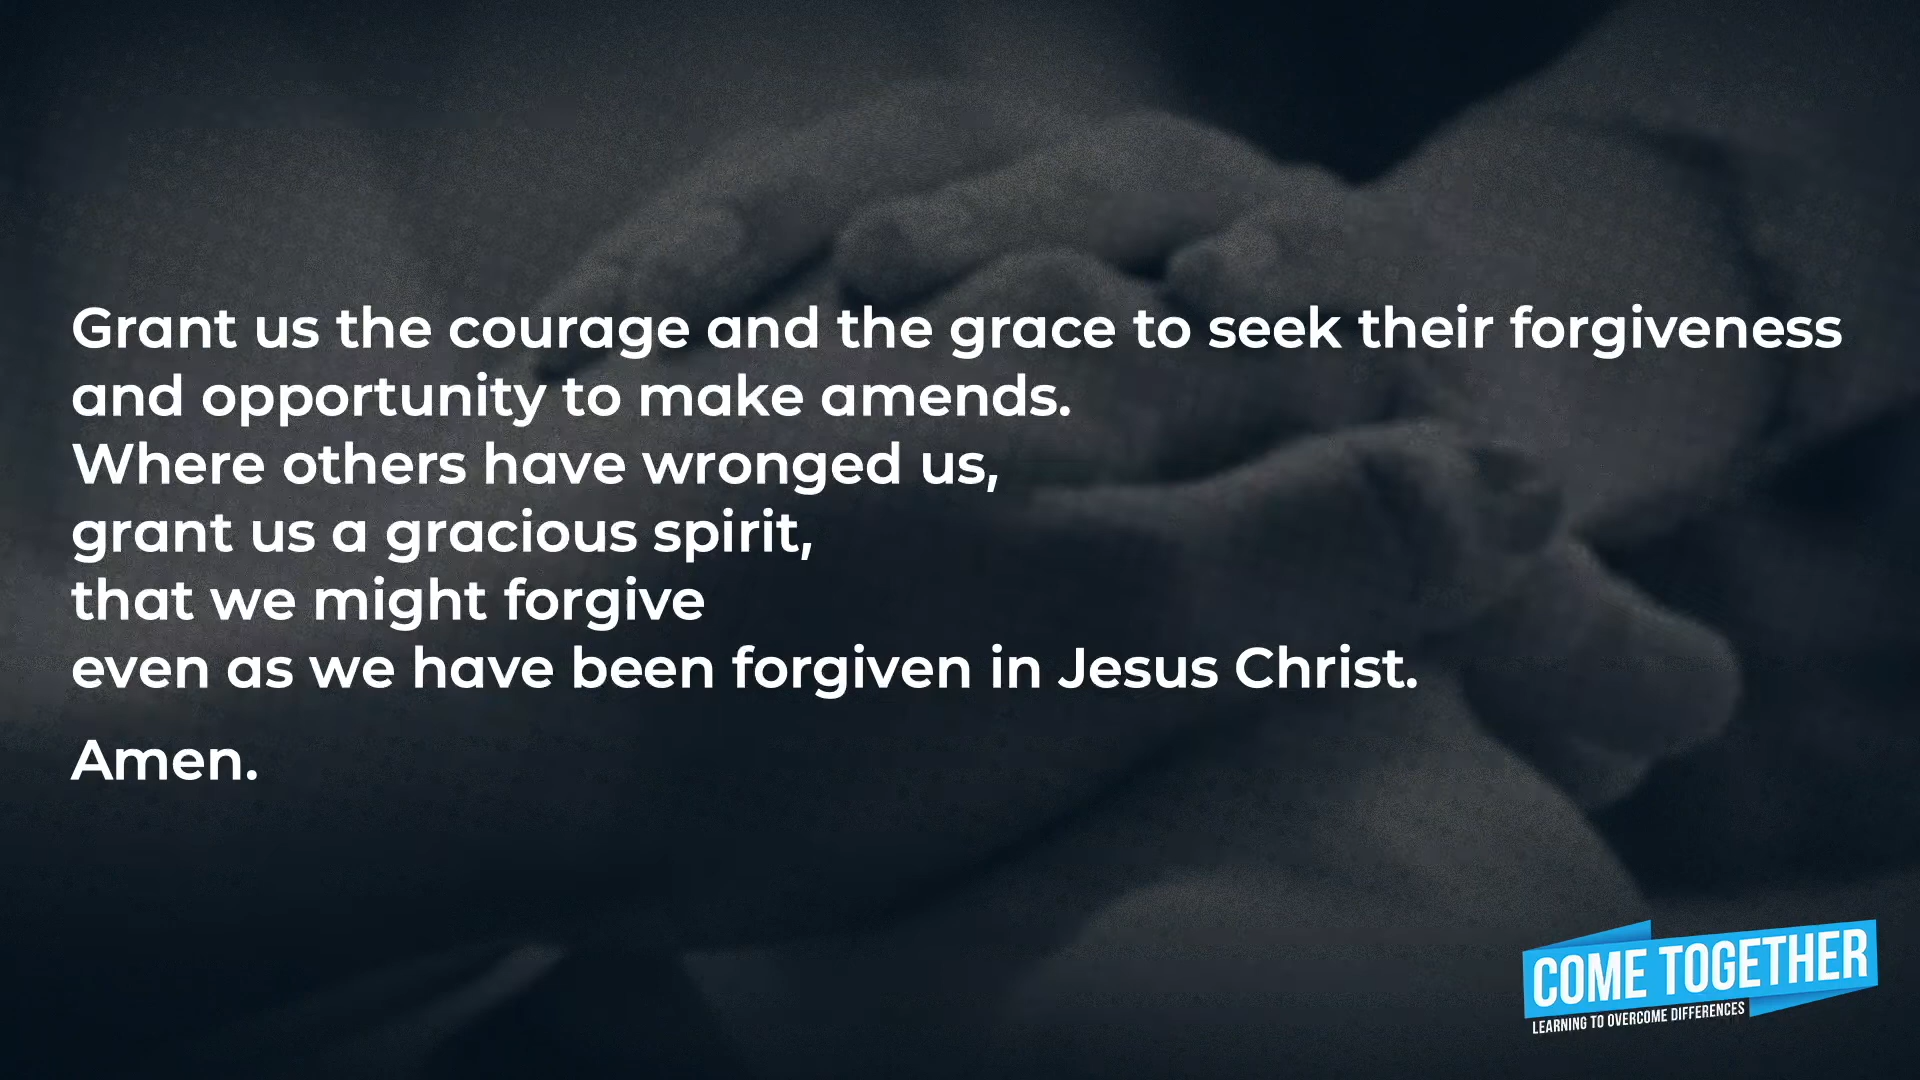 Grant us the courage and the grace to seek their forgiveness
and opportunity to make amends.
Where others have wronged us,
grant us a gracious spirit,
that we might forgive
even as we have been forgiven in Jesus Christ.
Amen.
COME TOGETHER
LEARNING TO OVERCOME DIFFERENCES